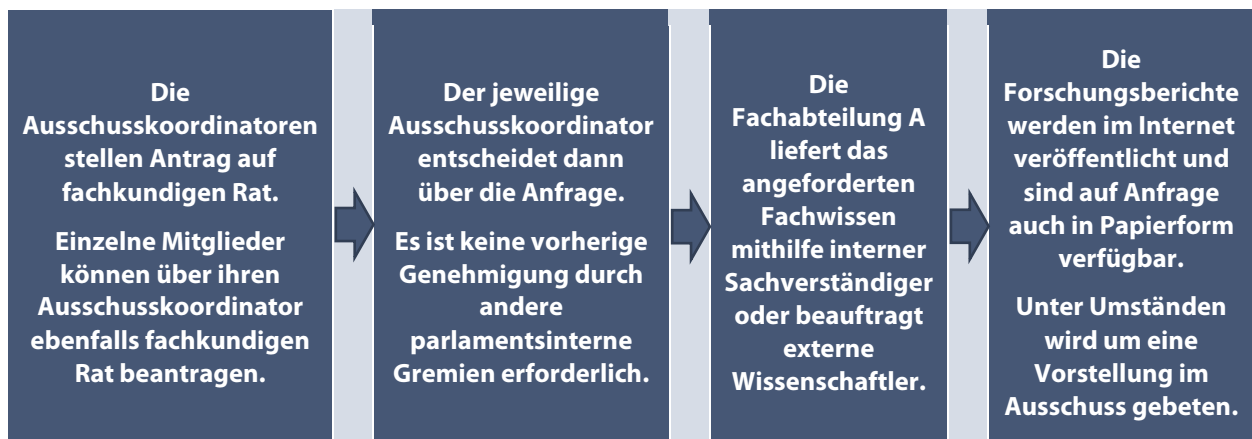 Die
Ausschusskoordinatoren
stellen Antrag auf
fachkundigen Rat.
Einzelne Mitglieder
können über ihren
Ausschusskoordinator
ebenfalls fachkundigen
Rat beantragen.
Der jeweilige
Ausschusskoordinator
entscheidet dann
über die Anfrage.
Es ist keine vorherige
Genehmigung durch
andere
parlamentsinterne
Gremien erforderlich.
Die
Fachabteilung A
liefert das
angeforderten
Fachwissen
mithilfe interner
Sachverständiger
oder beauftragt
externe
Wissenschaftler.
Die
Forschungsberichte
werden im Internet
veröffentlicht und
sind auf Anfrage
auch in Papierform
verfügbar.
Unter Umständen
wird um eine
Vorstellung im
Ausschuss gebeten.